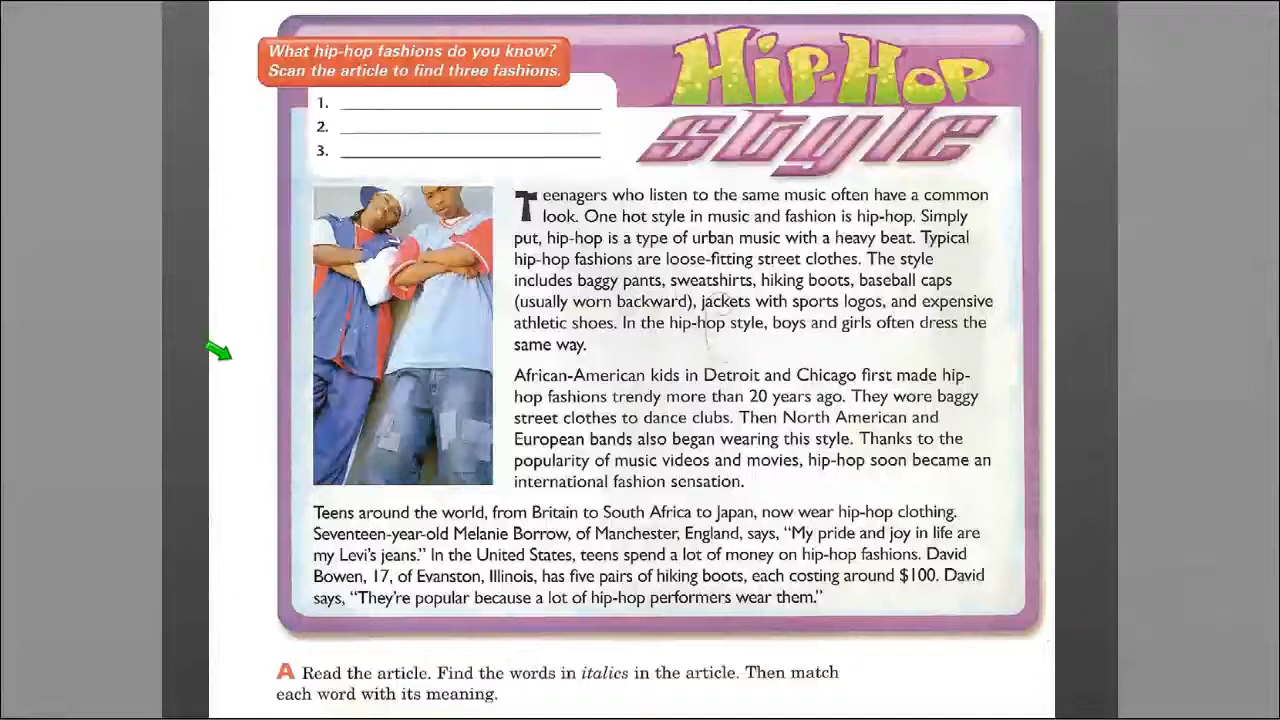 What hip-hop fashions do you know?
Scan the article to find three fashions.
1.
2.
3.
Hip-Hop
style
Teenagers who listen to the same music often have a common
look. One hot style in music and fashion is hip-hop. Simply
put, hip-hop is a type of urban music with a heavy beat. Typical
hip-hop fashions are loose-fitting street clothes. The style
includes baggy pants, sweatshirts, hiking boots, baseball caps
(usually worn backward), jackets with sports logos, and expensive
athletic shoes. In the hip-hop style, boys and girls often dress the
same way.
African-American kids in Detroit and Chicago first made hip-
hop fashions trendy more than 20 years ago. They wore baggy
street clothes to dance clubs. Then North American and
European bands also began wearing this style. Thanks to the
popularity of music videos and movies, hip-hop soon became an
international fashion sensation.
Teens around the world, from Britain to South Africa to Japan, now wear hip-hop clothing.
Seventeen-year-old Melanie Borrow, of Manchester, England, says, “My pride and joy in life are
my Levi’s jeans.” In the United States, teens spend a lot of money on hip-hop fashions. David
Bowen, 17, of Evanston, Illinois, has five pairs of hiking boots, each costing around $100. David
says, “They’re popular because a lot of hip-hop performers wear them.”
A Read the article. Find the words in italics in the article. Then match
each word with its meaning.